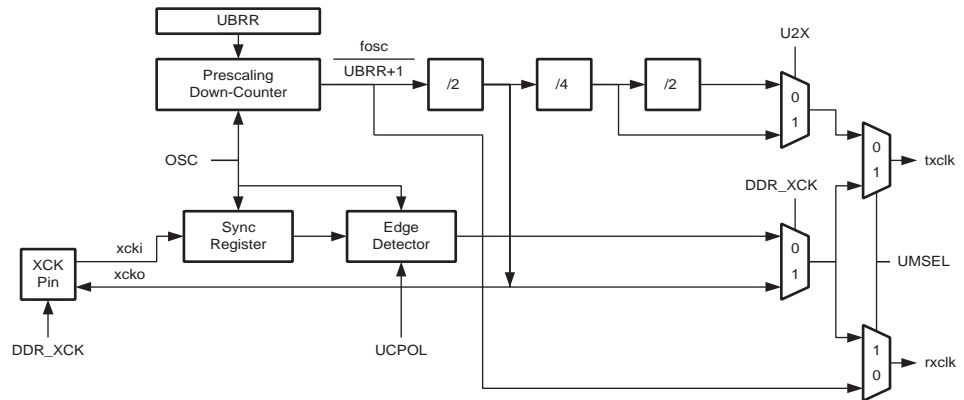 UBRR
U2X
fosc
UBRR+1
Prescaling
Down-Counter
/2
/4
/2
0
1
OSC
0
1
txclk
DDR_XCK
Sync
Register
Edge
Detector
xcki
0
1
XCK
Pin
xcko
UMSEL
DDR_XCK
UCPOL
1
0
rxclk